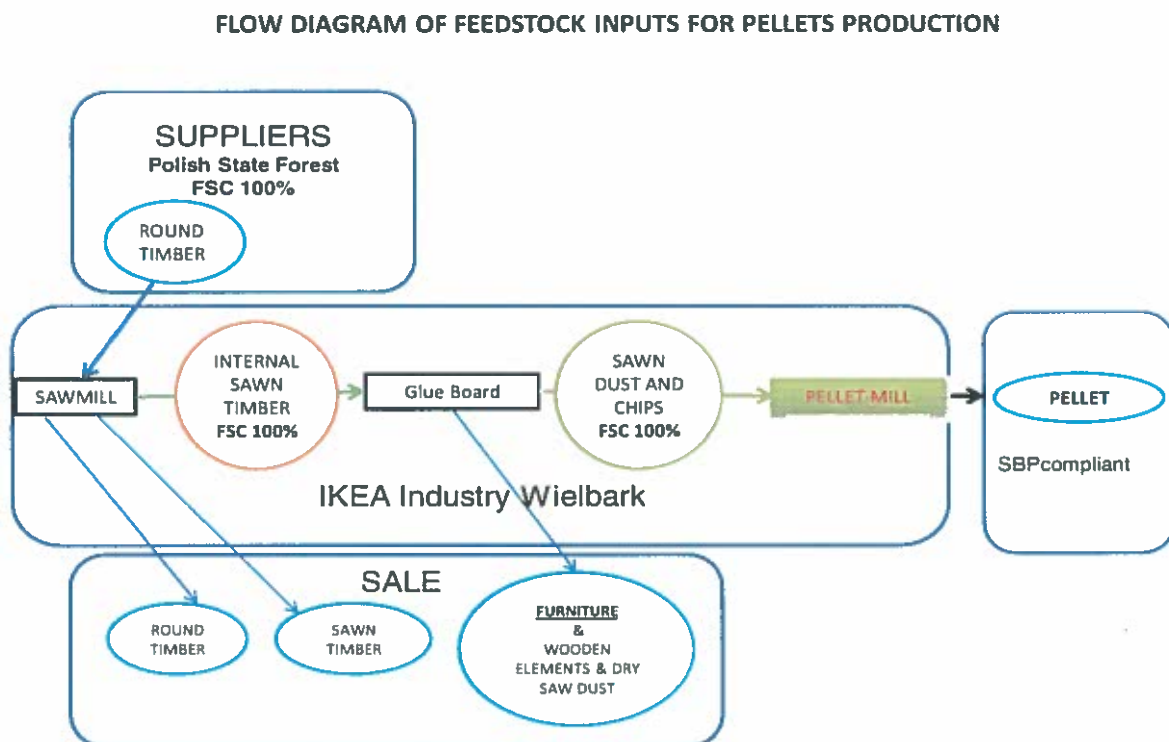 FLOW DIAGRAM OF FEEDSTOCK INPUTS FOR PELLETS PRODUCTION
SUPPLIERS
Polish State Forest
FSC 100%
ROUND
TIMBER
SAWMILL
INTERNAL
SAWN
TIMBER
FSC 100%
Glue Board
SAWN
DUST AND
CHIPS
FSC 100%
PELLET MILL
PELLET
SBPcompliant
IKEA Industry Wielbark
SALE
ROUND
TIMBER
SAWN
TIMBER
FURNITURE
&
WOODEN
ELEMENTS & DRY
SAW DUST